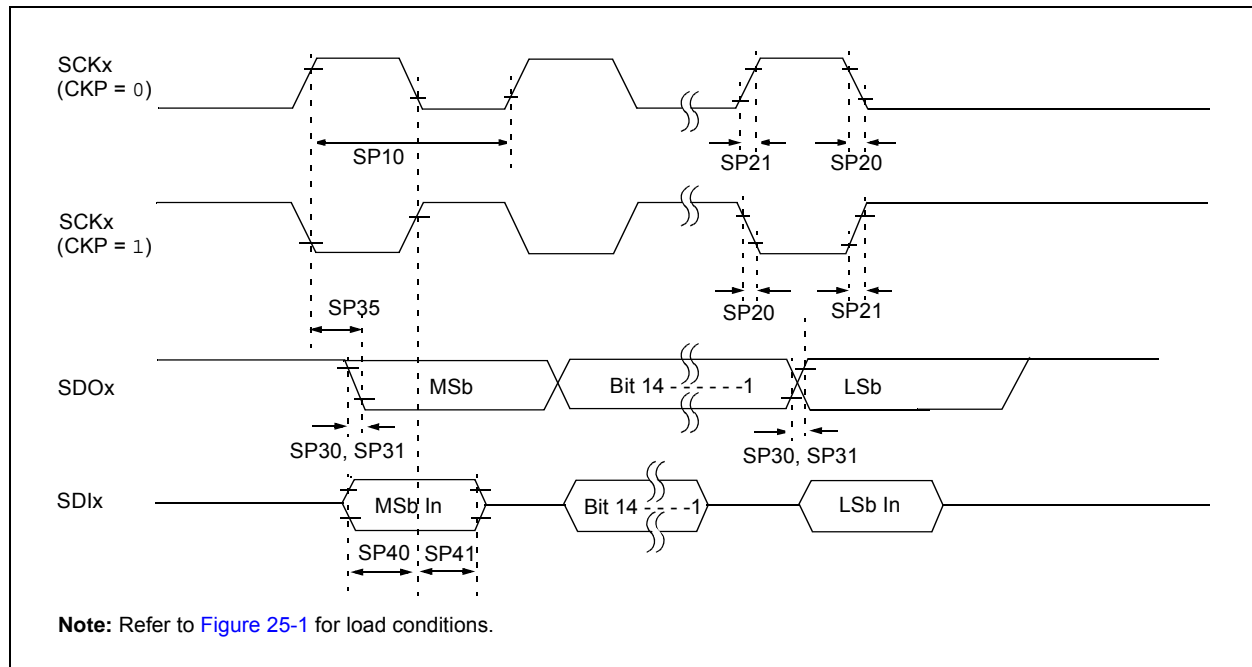 SCKx
(CKP = 0)
SP10
SP21
SP20
SCKx
(CKP = 1)
SP35
SP20
SP21
SDOx
MSb
Bit 14 - - - - - -1
LSb
SP30, SP31
SP30, SP31
SDIx
MSb In
Bit 14 - - - -1
LSb In
SP40
SP41
Note: Refer to Figure 25-1 for load conditions.